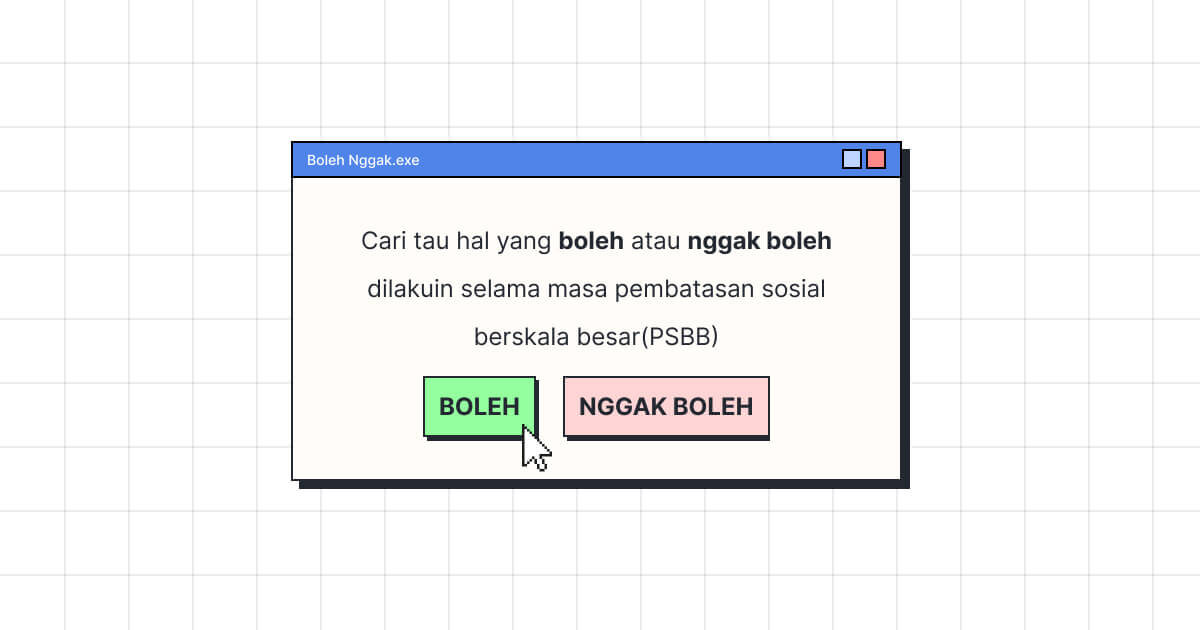 Boleh Nggak.exe
Cari tau hal yang boleh atau nggak boleh
dilakuin selama masa pembatasan sosial
berskala besar(PSBB)
BOLEH
NGGAK BOLEH